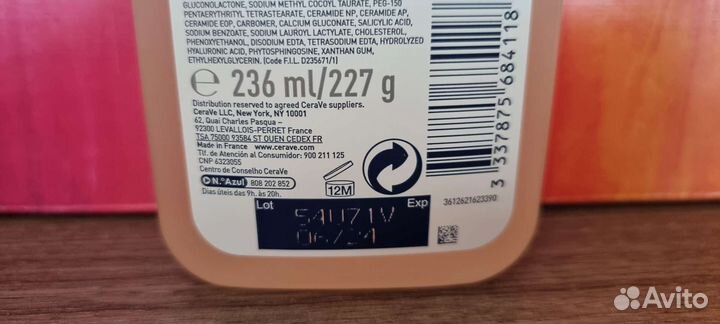 GLUCONOLACTONE, SODIUM METHYL COCOYL TAURATE, PEG-150
PENTAERYTHRITYL TETRASTEARATE, CERAMIDE NP, CERAMIDE AP,
CERAMIDE EOP, CARBOMER, CALCIUM GLUCONATE, SALICYLIC ACID,
SODIUM BENZOATE, SODIUM LAUROYL LACTYLATE, CHOLESTEROL,
PHENOXYETHANOL, DISODIUM EDTA, TETRASODIUM EDTA, HYDROLYZED
HYALURONIC ACID, PHYTOSPHINGOSINE, XANTHAN GUM,
ETHYLHEXYLGLYCERIN. (Code F.I.L. D235671/1)
℮ 236 ml/227 g
Distribution reserved to agreed CeraVe suppliers.
CeraVe LLC, New York, NY 10001
62, Quai Charles Pasqua –
92300 LEVALLOIS-PERRET France
TSA 75000 93584 ST OUEN CEDEX FR
Made in France www.cerave.com
Tlf. de Atención al Consumidor: 900 211 125
CNP 6323055
Centro de Conselho CeraVe
N.º Azul 808 202 852
Dias úteis das 9h. às 20h.
12M
3 337875 684118
3612621623390
Lot Exp
54U71V
06/24
Avito